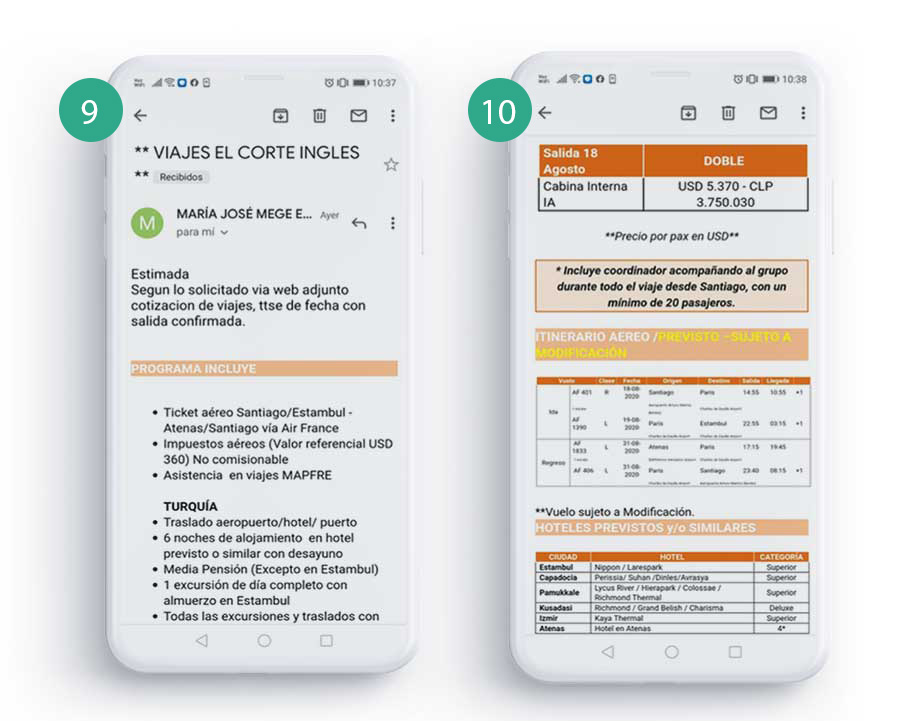 9
10:37
** VIAJES EL CORTE INGLES
** Recibidos
M
MARÍA JOSÉ MEGE E... Ayer
para mí
Estimada
Segun lo solicitado via web adjunto
cotizacion de viajes, ttse de fecha con
salida confirmada.
PROGRAMA INCLUYE
• Ticket aéreo Santiago/Estambul -
Atenas/Santiago vía Air France
• Impuestos aéreos (Valor referencial USD
360) No comisionable
• Asistencia en viajes MAPFRE
TURQUÍA
• Traslado aeropuerto/hotel/ puerto
• 6 noches de alojamiento en hotel
previsto o similar con desayuno
• Media Pensión (Excepto en Estambul)
• 1 excursión de día completo con
almuerzo en Estambul
• Todas las excursiones y traslados con
10
10:38
Salida 18
Agosto
DOBLE
Cabina Interna
IA
USD 5.370 - CLP
3.750.030
**Precio por pax en USD**
* Incluye coordinador acompañando al grupo
durante todo el viaje desde Santiago, con un
mínimo de 20 pasajeros.
ITINERARIO AEREO /PREVISTO –SUJETO A
MODIFICACIÓN
Vuelo Clase Fecha Origen Destino Salida Llegada
Ida
AF 401 R 18-08-2020 Santiago Paris 14:55 10:55 +1
AF 1390 L 19-08-2020 Paris Estambul 22:55 03:15 +1
Regreso
AF 1833 L 31-08-2020 Atenas Paris 17:15 19:45
AF 406 L 31-08-2020 Paris Santiago 23:40 08:15 +1
**Vuelo sujeto a Modificación.
HOTELES PREVISTOS y/o SIMILARES
CIUDAD HOTEL CATEGORÍA
Estambul Nippon / Larespark Superior
Capadocia Perissia/ Suhan /Dinles/Avrasya Superior
Pamukkale Lycus River / Hierapark / Colossae /
Richmond Thermal Superior
Kusadasi Richmond / Grand Belish / Charisma Deluxe
Izmir Kaya Thermal Superior
Atenas Hotel en Atenas 4*